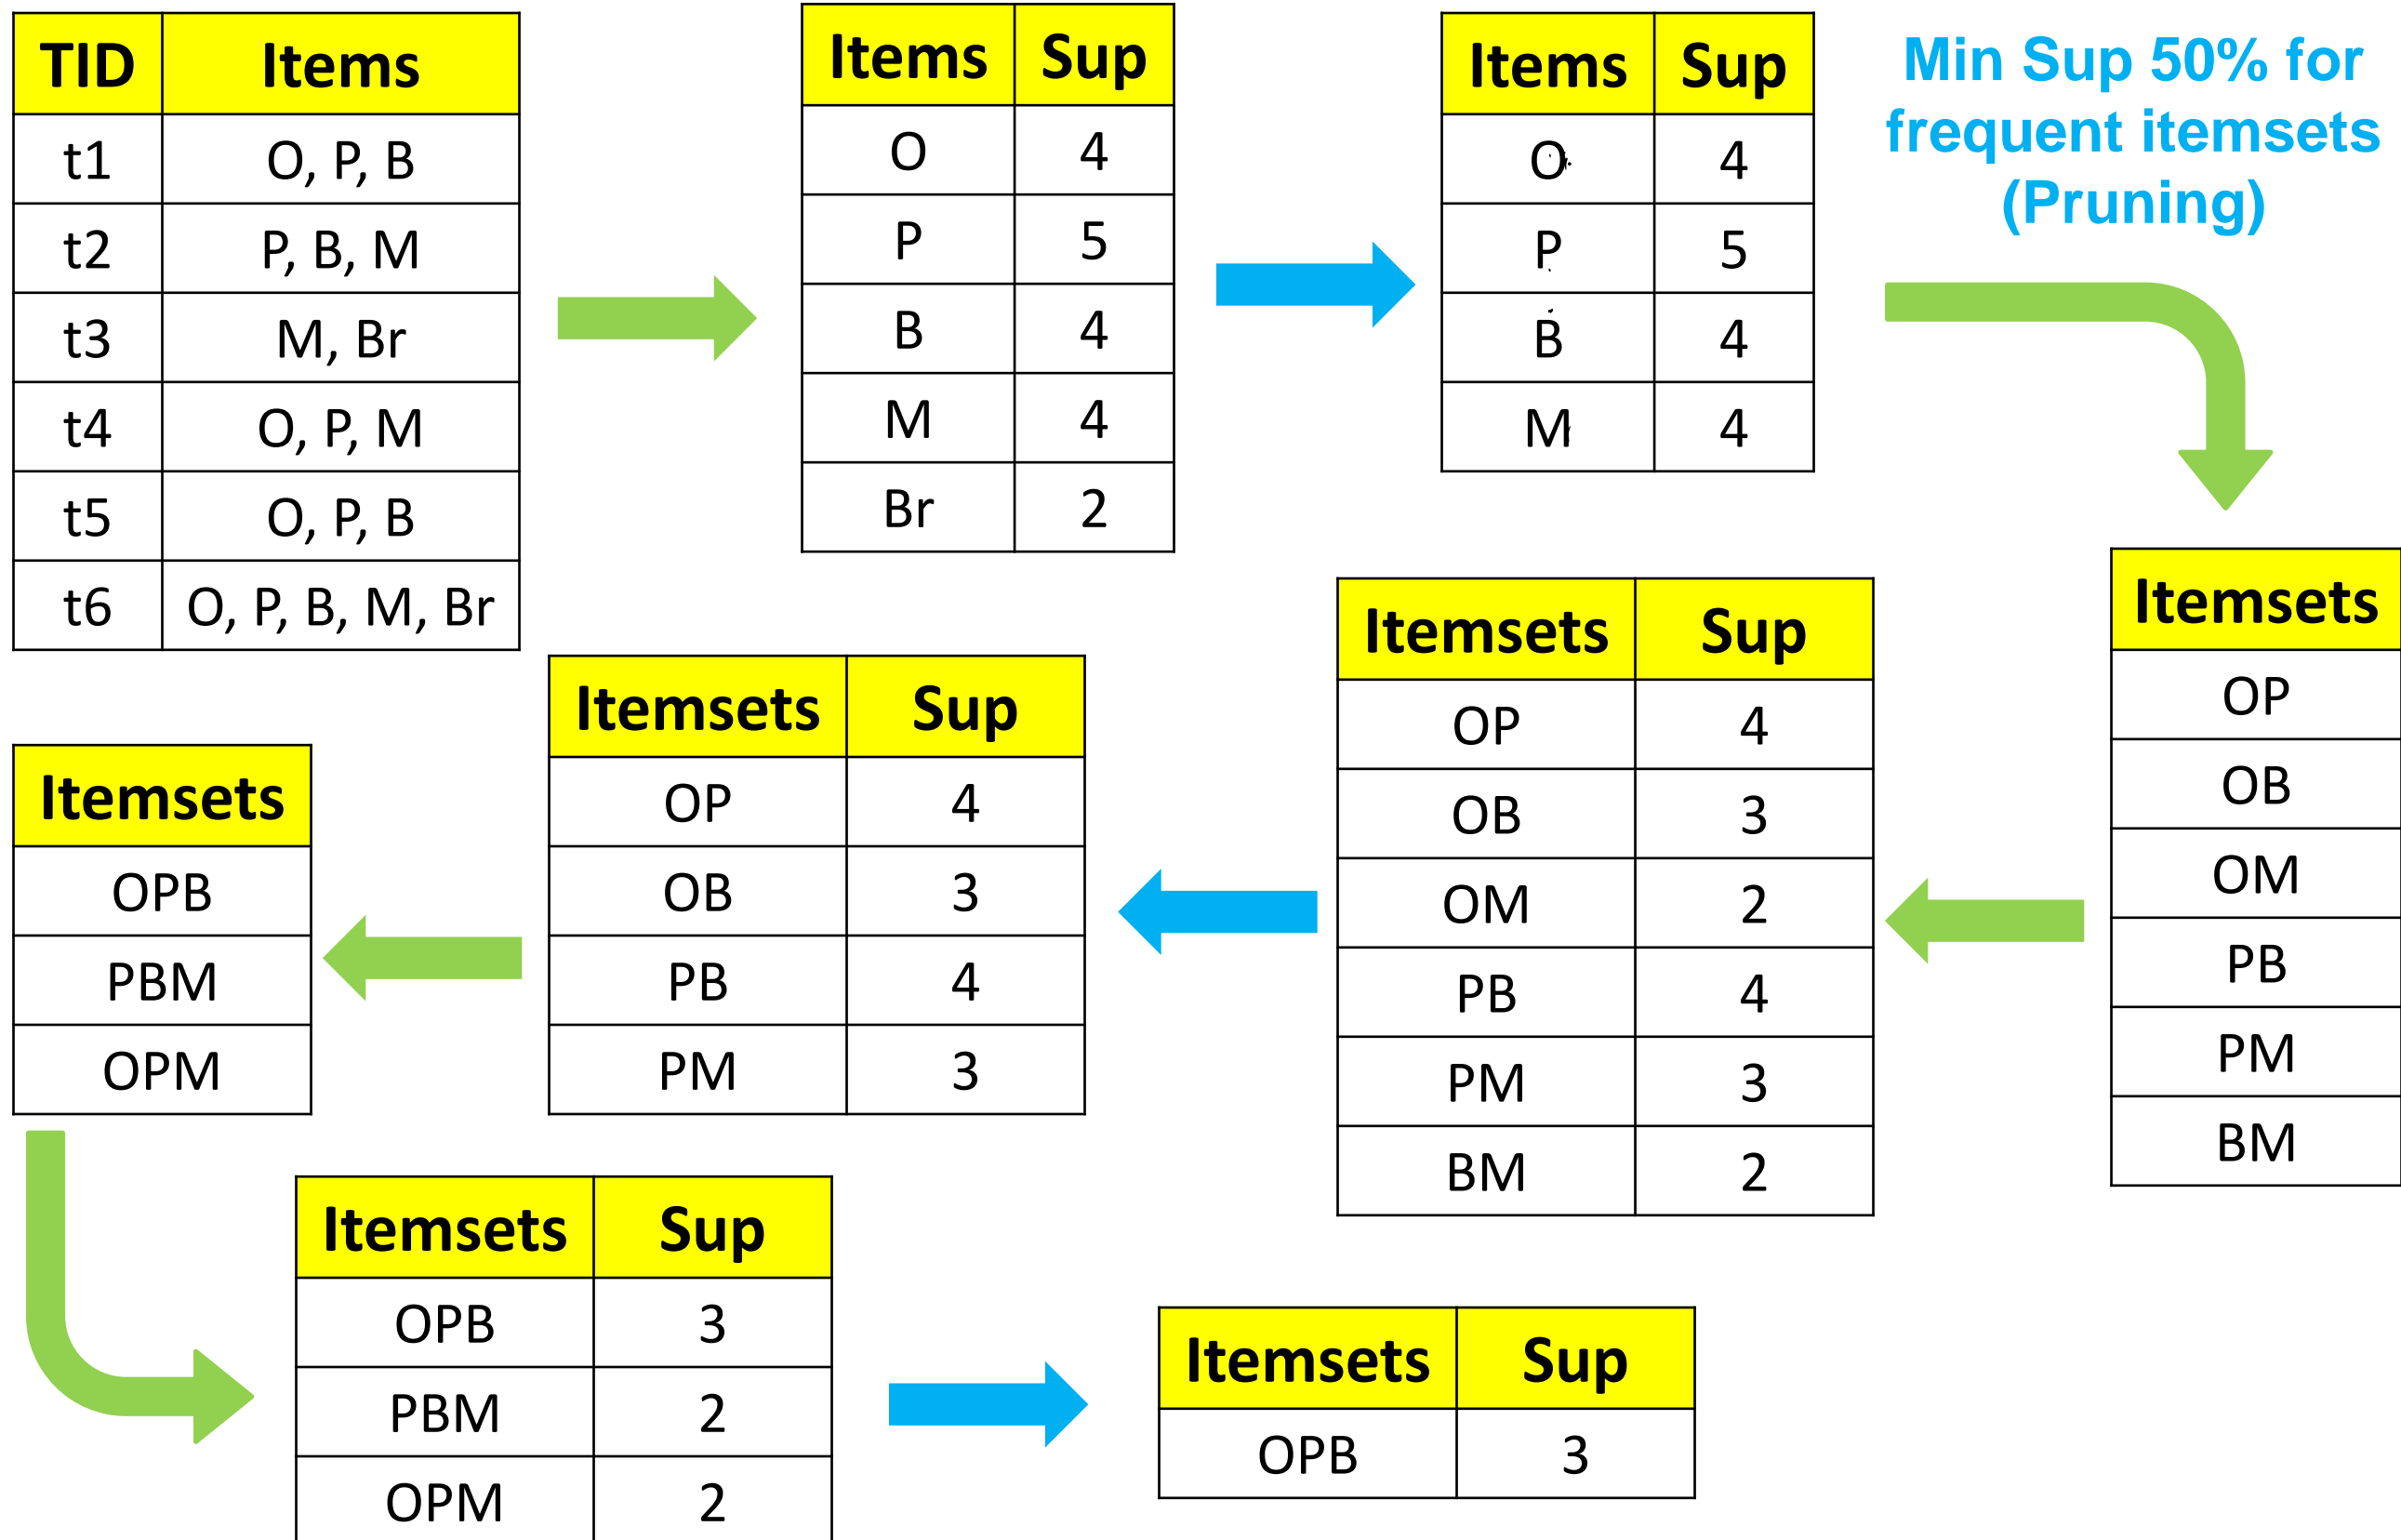 TID Items
t1 O, P, B
t2 P, B, M
t3 M, Br
t4 O, P, M
t5 O, P, B
t6 O, P, B, M, Br
Items Sup
O 4
P 5
B 4
M 4
Br 2
Items Sup
O 4
P 5
B 4
M 4
Min Sup 50% for
frequent itemsets
(Pruning)
Itemsets
OP
OB
OM
PB
PM
BM
Itemsets Sup
OP 4
OB 3
OM 2
PB 4
PM 3
BM 2
Itemsets Sup
OP 4
OB 3
PB 4
PM 3
Itemsets
OPB
PBM
OPM
Itemsets Sup
OPB 3
PBM 2
OPM 2
Itemsets Sup
OPB 3